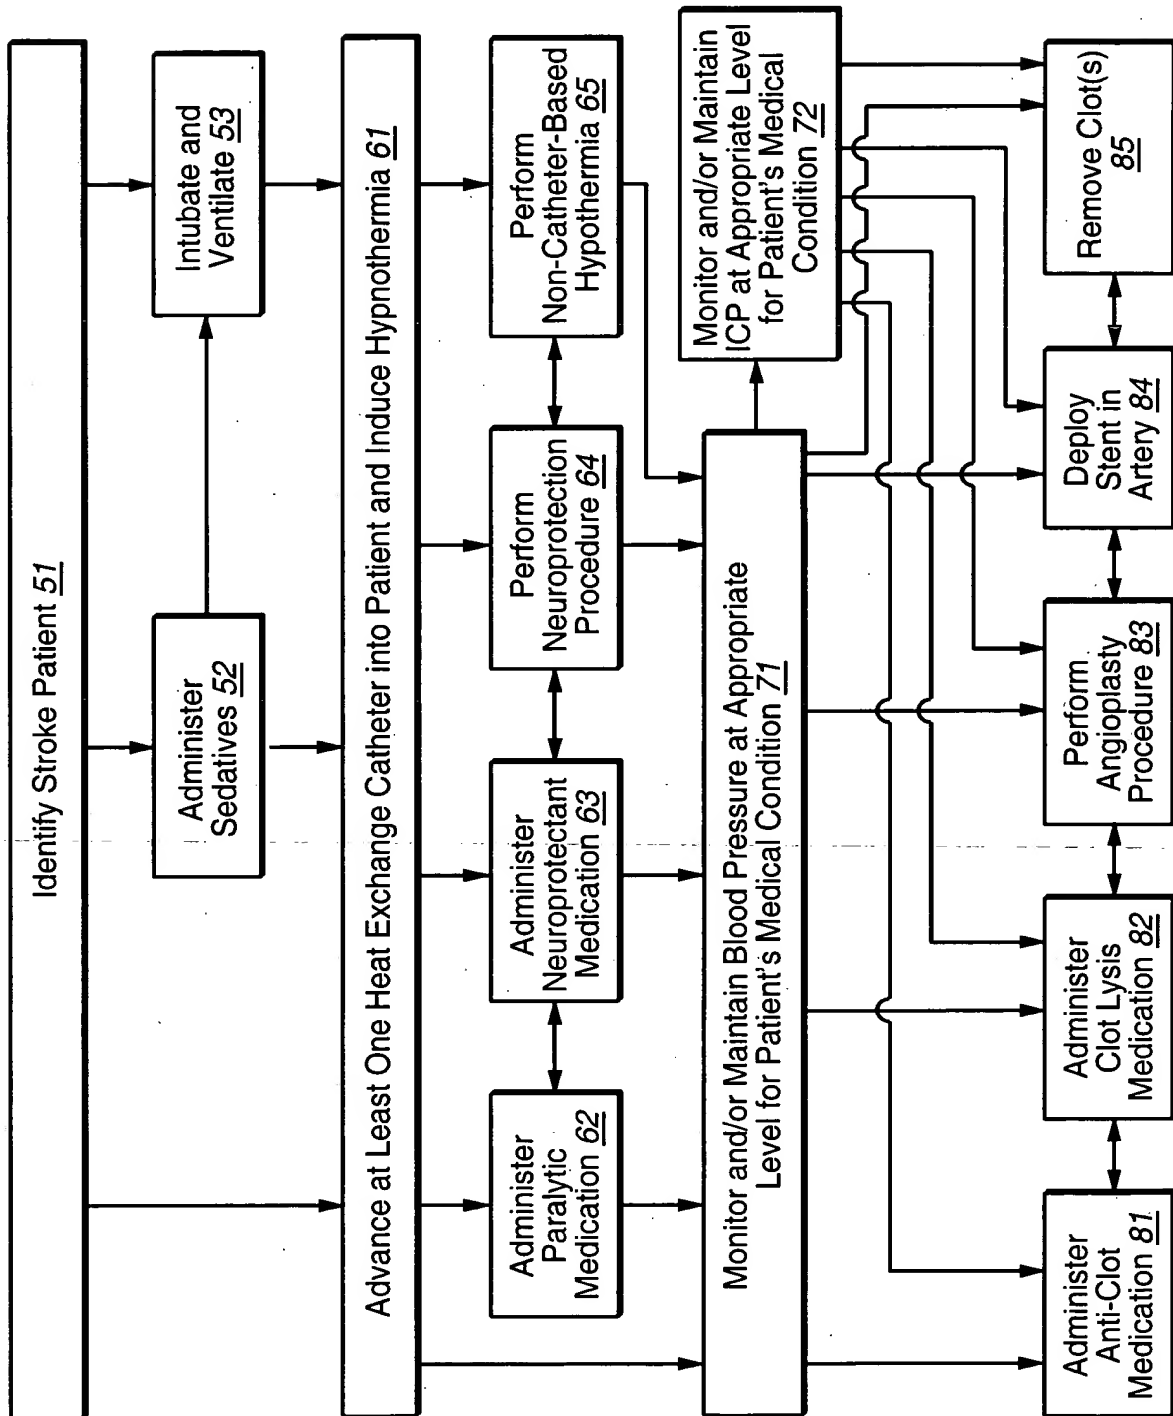 Identify Stroke Patient 51
Administer
Sedatives 52
Intubate and
Ventilate 53
Advance at Least One Heat Exchange Catheter into Patient and Induce Hypnothermia 61
Administer
Paralytic
Medication 62
Administer
Neuroprotectant
Medication 63
Perform
Neuroprotection
Procedure 64
Perform
Non-Catheter-Based
Hypothermia 65
Monitor and/or Maintain Blood Pressure at Appropriate
Level for Patient's Medical Condition 71
Monitor and/or Maintain
ICP at Appropriate Level
for Patient's Medical
Condition 72
Administer
Anti-Clot
Medication 81
Administer
Clot Lysis
Medication 82
Perform
Angioplasty
Procedure 83
Deploy
Stent in
Artery 84
Remove Clot(s)
85